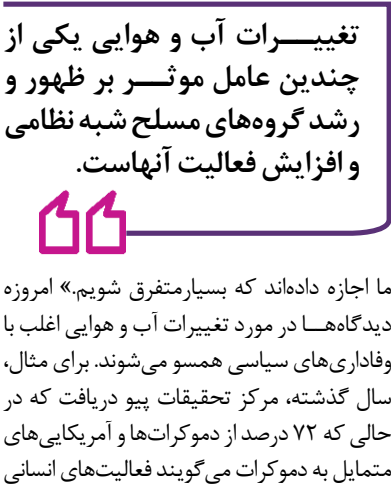 تغییرات آب و هوایی یکی از
چندین عامل موثر بر ظهور و
رشد گروه‌های مسلح شبه نظامی
و افزایش فعالیت آنهاست.
ما اجازه داده‌اند که بسیارمتفرق شویم.» امروزه
دیدگاه‌ها در مورد تغییرات آب و هوایی اغلب با
وفاداری‌های سیاسی همسو می‌شوند. برای مثال،
سال گذشته، مرکز تحقیقات پیو دریافت که در
حالی که ۷۲ درصد از دموکرات‌ها و آمریکایی‌های
متمایل به دموکرات می‌گویند فعالیت‌های انسانی